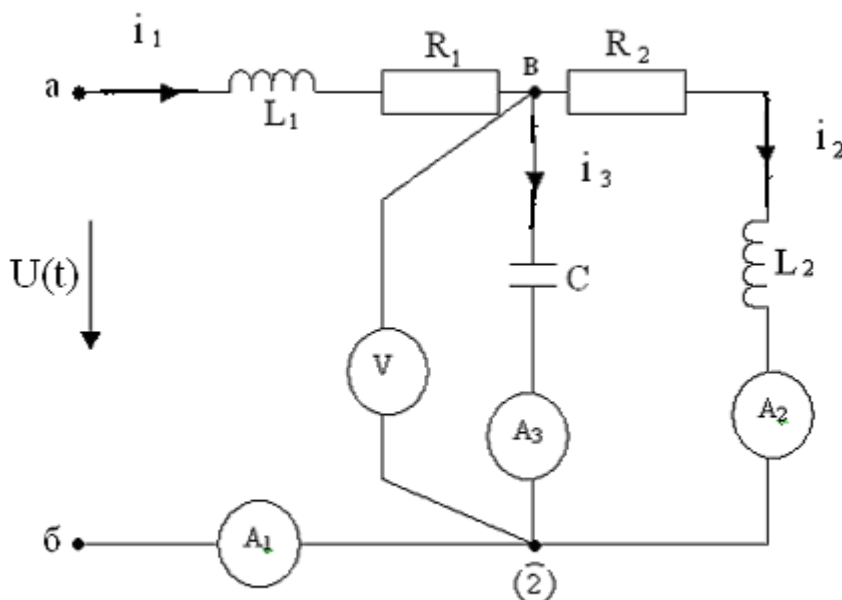 i₁
R₁
в
R₂
а
L₁
i₃
i₂
U(t)
C
L₂
V
A₃
A₂
б
A₁
(2)